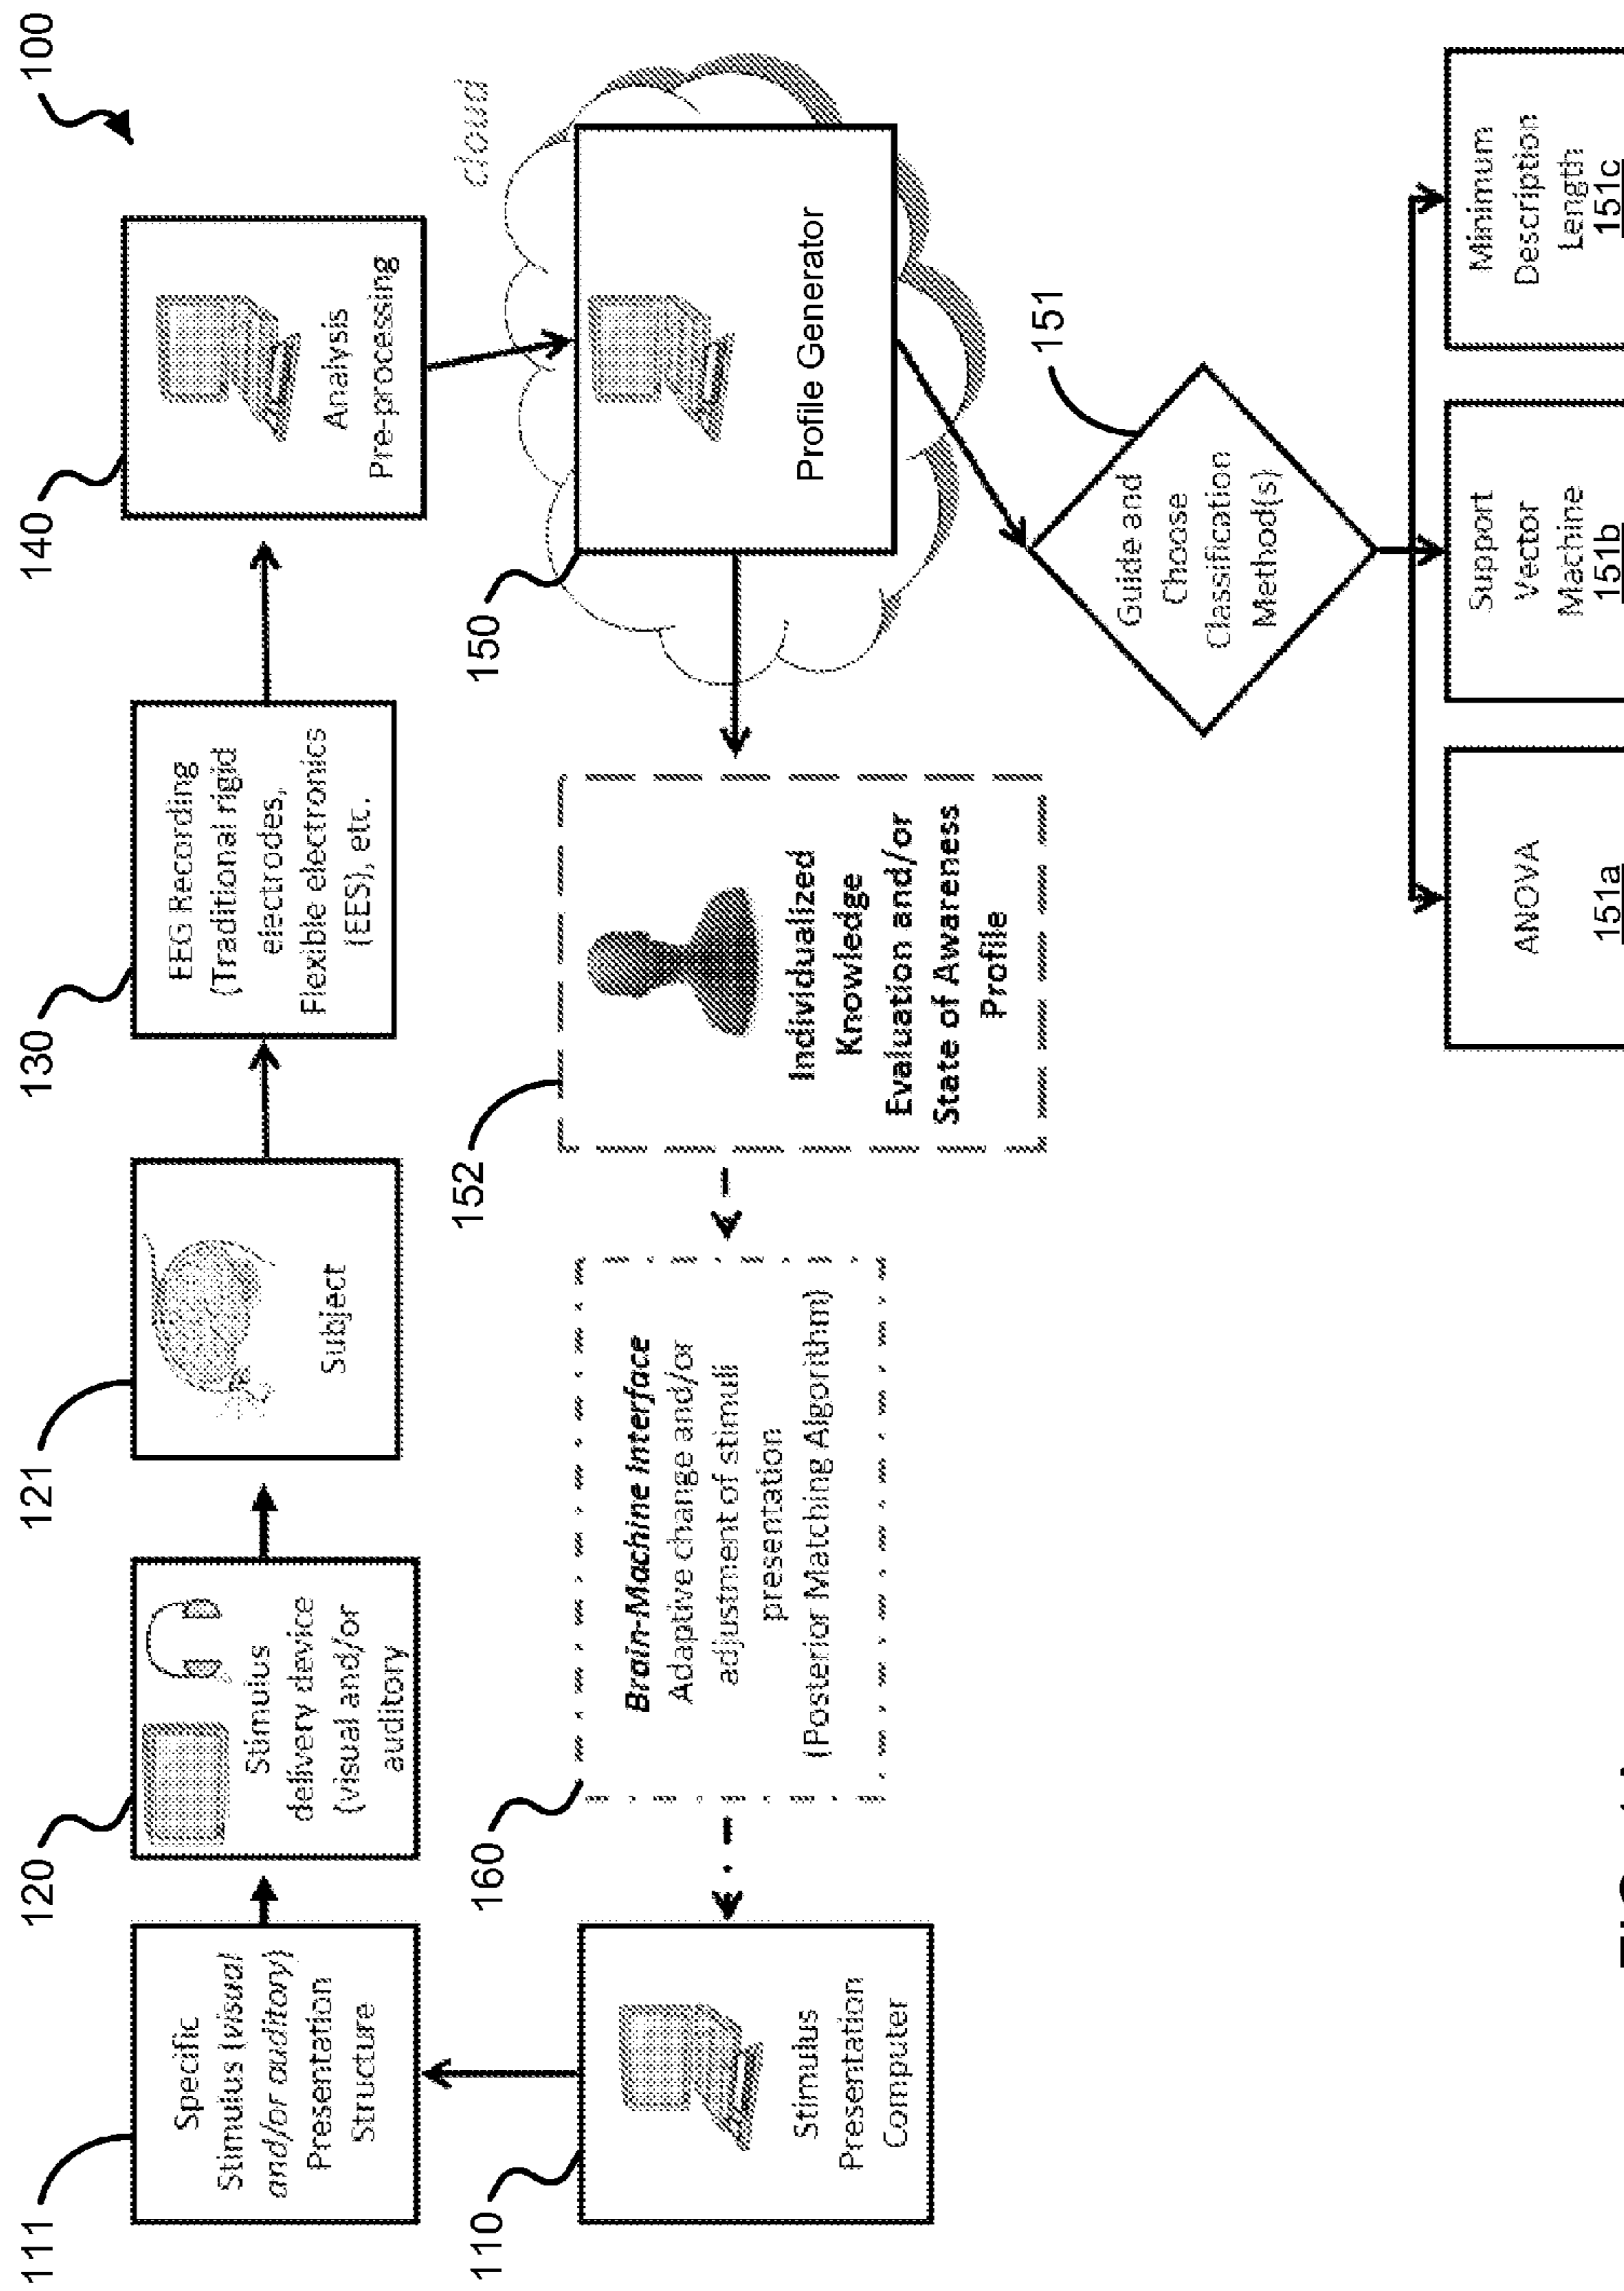 100
111
Specific
Stimulus (visual
and/or auditory)
Presentation
Structure
120
Stimulus
delivery device
(visual and/or
auditory
121
Subject
130
EEG Recording
(Traditional rigid
electrodes,
Flexible electronics
(EES), etc.
140
Analysis
Pre-processing
cloud
110
Stimulus
Presentation
Computer
160
Brain-Machine Interface
Adaptive change and/or
adjustment of stimuli
presentation
(Posterior Matching Algorithm)
152
Individualized
Knowledge
Evaluation and/or
State of Awareness
Profile
150
Profile Generator
151
Guide and
Choose
Classification
Method(s)
ANOVA
151a
Support
Vector
Machine
151b
Minimum
Description
Length
151c